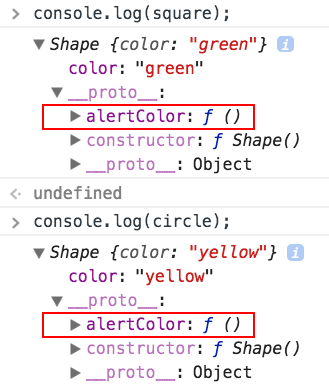 console.log(square);
Shape {color: "green"} i
color: "green"
__proto__:
alertColor: ƒ ()
constructor: ƒ Shape()
__proto__: Object
undefined
console.log(circle);
Shape {color: "yellow"} i
color: "yellow"
__proto__:
alertColor: ƒ ()
constructor: ƒ Shape()
__proto__: Object